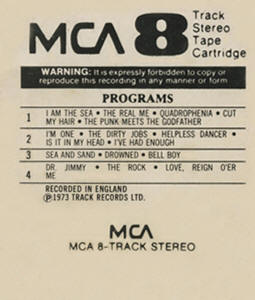 MCA 8 Track
Stereo
Tape
Cartridge
WARNING: It is expressly forbidden to copy or
reproduce this recording in any manner or form
PROGRAMS
1 I AM THE SEA • THE REAL ME • QUADROPHENIA • CUT
MY HAIR • THE PUNK MEETS THE GODFATHER
2 I'M ONE • THE DIRTY JOBS • HELPLESS DANCER •
IS IT IN MY HEAD • I'VE HAD ENOUGH
3 SEA AND SAND • DROWNED • BELL BOY
4 DR. JIMMY • THE ROCK • LOVE, REIGN O'ER
ME
RECORDED IN ENGLAND
Ⓟ1973 TRACK RECORDS LTD.
MCA
MCA 8-TRACK STEREO